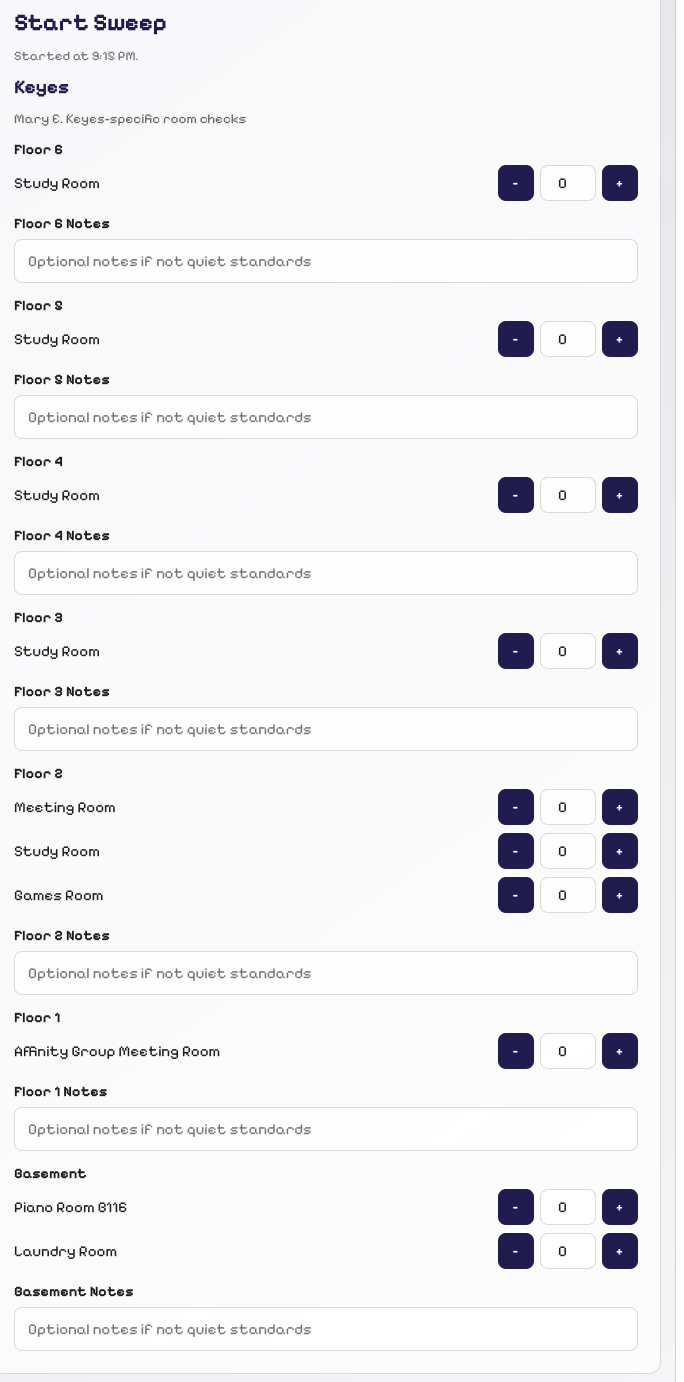 Start Sweep
Started at 9:15 PM.
Keyes
Mary E. Keyes-specific room checks
Floor 6
Study Room
- 0 +
Floor 6 Notes
Optional notes if not quiet standards
Floor 5
Study Room
- 0 +
Floor 5 Notes
Optional notes if not quiet standards
Floor 4
Study Room
- 0 +
Floor 4 Notes
Optional notes if not quiet standards
Floor 3
Study Room
- 0 +
Floor 3 Notes
Optional notes if not quiet standards
Floor 2
Meeting Room
- 0 +
Study Room
- 0 +
Games Room
- 0 +
Floor 2 Notes
Optional notes if not quiet standards
Floor 1
Affinity Group Meeting Room
- 0 +
Floor 1 Notes
Optional notes if not quiet standards
Basement
Piano Room B116
- 0 +
Laundry Room
- 0 +
Basement Notes
Optional notes if not quiet standards